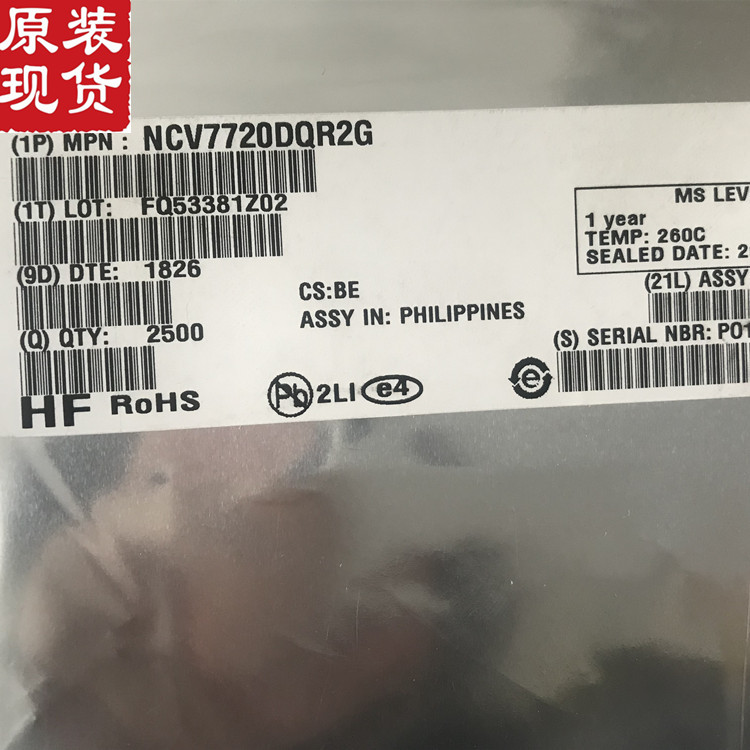 原装
现货
(1P) MPN : NCV7720DQR2G
(1T) LOT: FQ53381Z02
(9D) DTE: 1826
(Q) QTY: 2500
HF RoHS
CS:BE
ASSY IN: PHILIPPINES
Pb 2LI e4
MS LEV
1 year
TEMP: 260C
SEALED DATE: 2
(21L) ASSY
(S) SERIAL NBR: P01
e